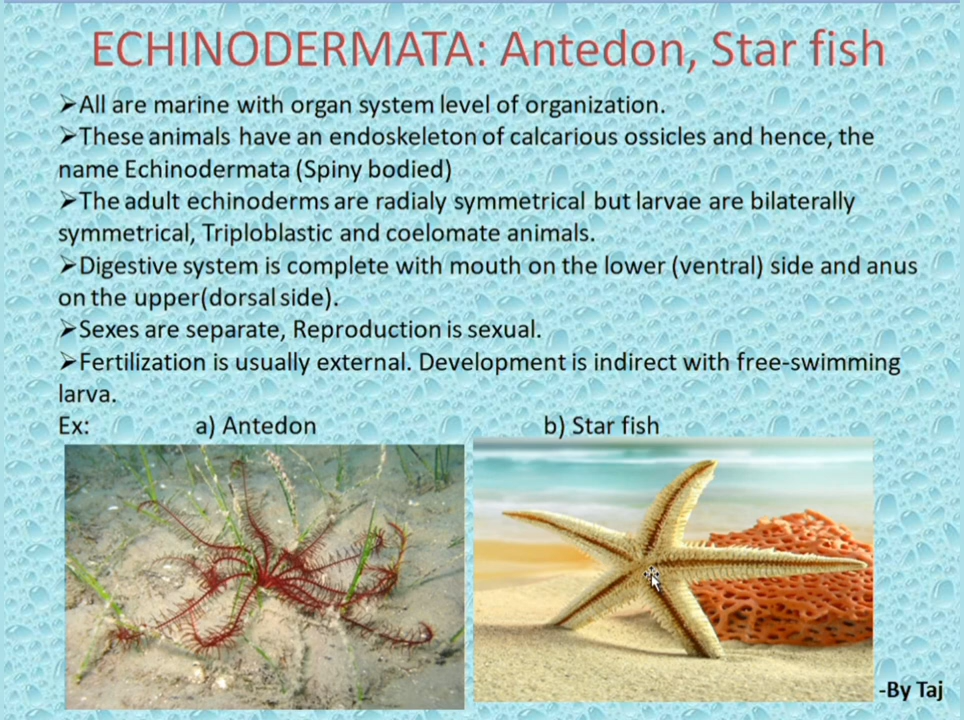 ECHINODERMATA: Antedon, Star fish
➢All are marine with organ system level of organization.
➢These animals have an endoskeleton of calcarious ossicles and hence, the
name Echinodermata (Spiny bodied)
➢The adult echinoderms are radialy symmetrical but larvae are bilaterally
symmetrical, Triploblastic and coelomate animals.
➢Digestive system is complete with mouth on the lower (ventral) side and anus
on the upper(dorsal side).
➢Sexes are separate, Reproduction is sexual.
➢Fertilization is usually external. Development is indirect with free-swimming
larva.
Ex: a) Antedon b) Star fish
-By Taj